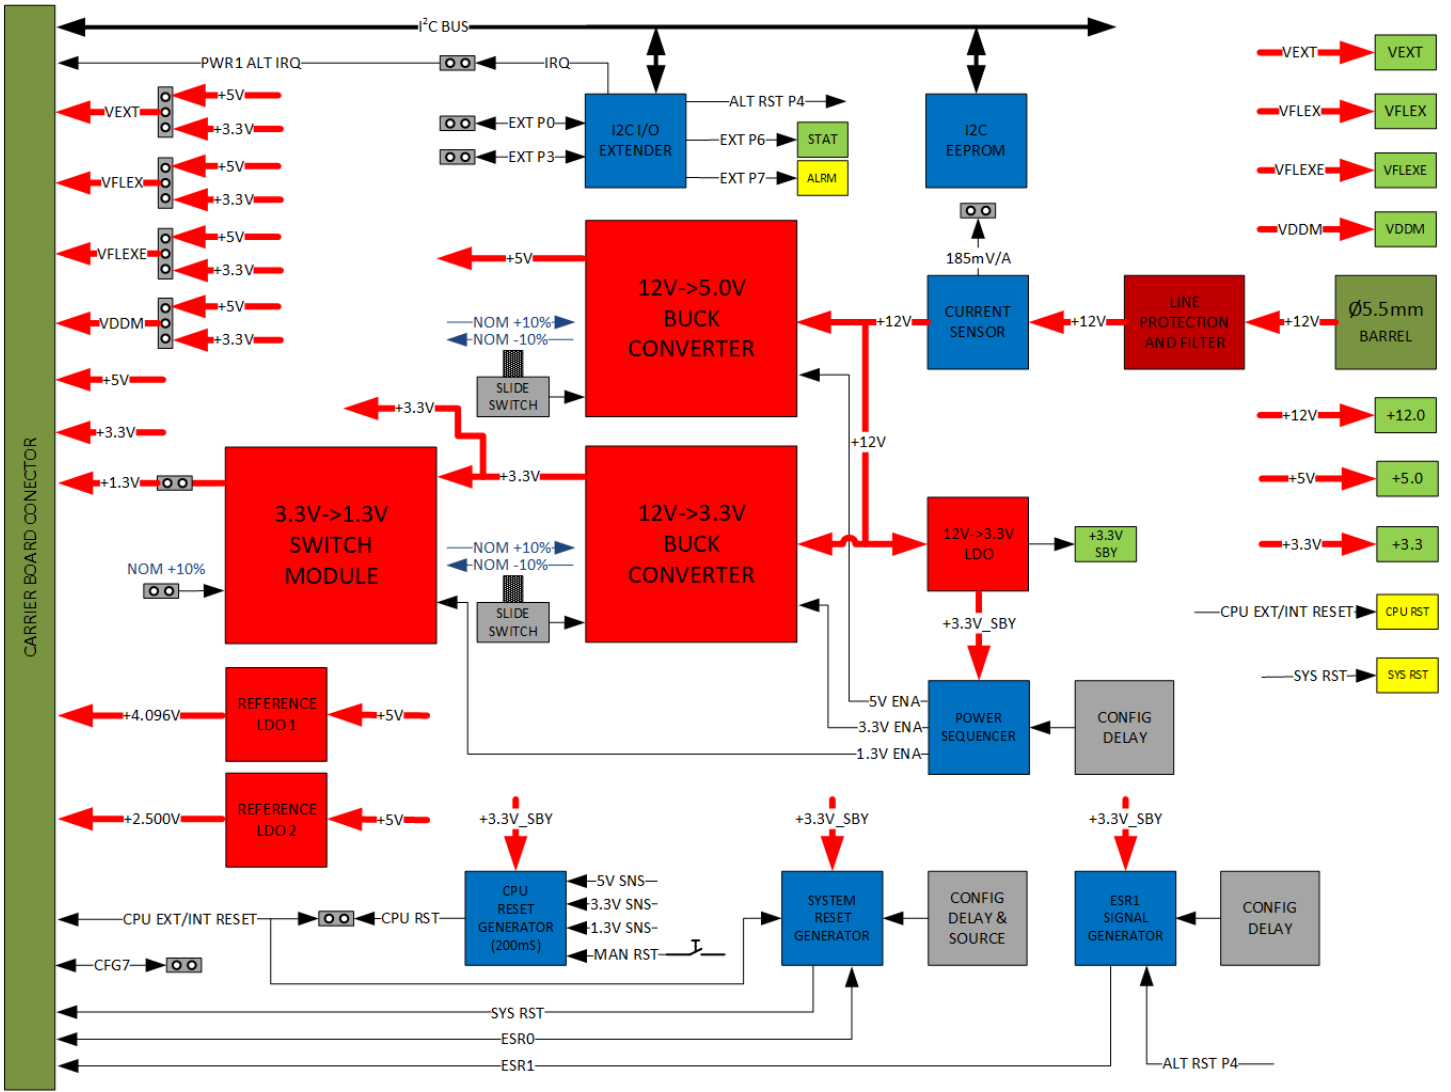 I²C BUS
PWR1 ALT IRQ
IRQ
VEXT
+5V
+3.3V
VFLEX
+5V
+3.3V
VFLEXE
+5V
+3.3V
VDDM
+5V
+3.3V
+5V
+3.3V
+1.3V
CARRIER BOARD CONECTOR
EXT P0
EXT P3
I2C I/O
EXTENDER
ALT RST P4
EXT P6
STAT
EXT P7
ALRM
I2C
EEPROM
185mV/A
VEXT
VEXT
VFLEX
VFLEX
VFLEXE
VFLEXE
VDDM
VDDM
+5V
12V->5.0V
BUCK
CONVERTER
NOM +10%
NOM -10%
SLIDE
SWITCH
+12V
CURRENT
SENSOR
+12V
LINE
PROTECTION
AND FILTER
+12V
Ø5.5mm
BARREL
+12V
+12.0
+5V
+5.0
+3.3V
+3.3
CPU EXT/INT RESET
CPU RST
SYS RST
SYS RST
+3.3V
+3.3V
+12V
3.3V->1.3V
SWITCH
MODULE
NOM +10%
12V->3.3V
BUCK
CONVERTER
NOM +10%
NOM -10%
SLIDE
SWITCH
12V->3.3V
LDO
+3.3V
SBY
+3.3V_SBY
5V ENA
3.3V ENA
1.3V ENA
POWER
SEQUENCER
CONFIG
DELAY
+4.096V
REFERENCE
LDO 1
+5V
+2.500V
REFERENCE
LDO 2
+5V
+3.3V_SBY
+3.3V_SBY
+3.3V_SBY
CPU EXT/INT RESET
CPU RST
CPU
RESET
GENERATOR
(200mS)
5V SNS
3.3V SNS
1.3V SNS
MAN RST
SYSTEM
RESET
GENERATOR
CONFIG
DELAY &
SOURCE
ESR1
SIGNAL
GENERATOR
CONFIG
DELAY
CFG7
SYS RST
ESR0
ESR1
ALT RST P4